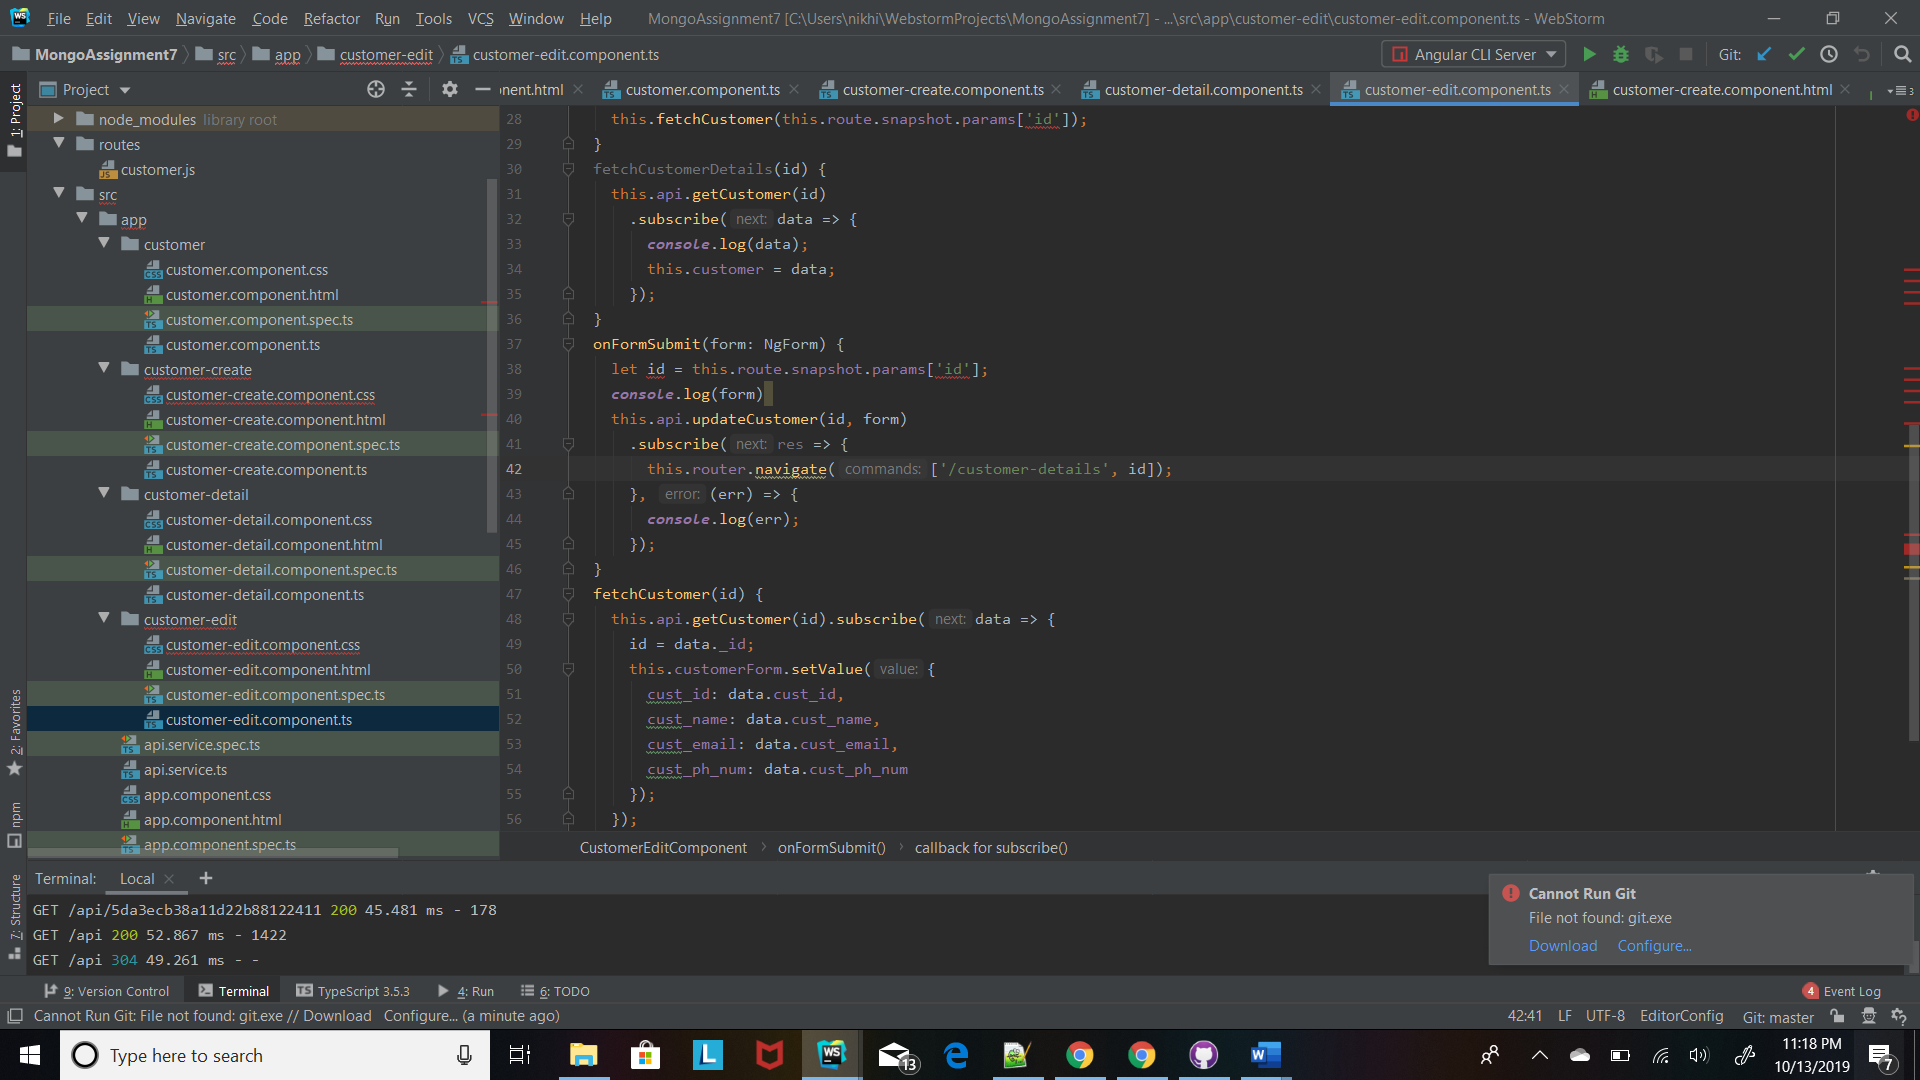 WS File Edit View Navigate Code Refactor Run Tools VCS Window Help MongoAssignment7 [C:\Users\nikhi\WebstormProjects\MongoAssignment7] - ...\src\app\customer-edit\customer-edit.component.ts - WebStorm
MongoAssignment7 src app customer-edit customer-edit.component.ts Angular CLI Server Git:
Project nent.html customer.component.ts customer-create.component.ts customer-detail.component.ts customer-edit.component.ts customer-create.component.html 3
1: Project
2: Favorites
npm
7: Structure
node_modules library root
routes
customer.js
src
app
customer
customer.component.css
customer.component.html
customer.component.spec.ts
customer.component.ts
customer-create
customer-create.component.css
customer-create.component.html
customer-create.component.spec.ts
customer-create.component.ts
customer-detail
customer-detail.component.css
customer-detail.component.html
customer-detail.component.spec.ts
customer-detail.component.ts
customer-edit
customer-edit.component.css
customer-edit.component.html
customer-edit.component.spec.ts
customer-edit.component.ts
api.service.spec.ts
api.service.ts
app.component.css
app.component.html
app.component.spec.ts
28 this.fetchCustomer(this.route.snapshot.params['id']);
29 }
30 fetchCustomerDetails(id) {
31 this.api.getCustomer(id)
32 .subscribe( next: data => {
33 console.log(data);
34 this.customer = data;
35 });
36 }
37 onFormSubmit(form: NgForm) {
38 let id = this.route.snapshot.params['id'];
39 console.log(form)
40 this.api.updateCustomer(id, form)
41 .subscribe( next: res => {
42 this.router.navigate( commands: ['/customer-details', id]);
43 }, error: (err) => {
44 console.log(err);
45 });
46 }
47 fetchCustomer(id) {
48 this.api.getCustomer(id).subscribe( next: data => {
49 id = data._id;
50 this.customerForm.setValue( value: {
51 cust_id: data.cust_id,
52 cust_name: data.cust_name,
53 cust_email: data.cust_email,
54 cust_ph_num: data.cust_ph_num
55 });
56 });
CustomerEditComponent onFormSubmit() callback for subscribe()
Terminal: Local
GET /api/5da3ecb38a11d22b88122411 200 45.481 ms - 178
GET /api 200 52.867 ms - 1422
GET /api 304 49.261 ms - -
Cannot Run Git
File not found: git.exe
Download Configure...
9: Version Control Terminal TypeScript 3.5.3 4: Run 6: TODO 4 Event Log
Cannot Run Git: File not found: git.exe // Download Configure... (a minute ago) 42:41 LF UTF-8 EditorConfig Git: master
Type here to search L WS 13 W 11:18 PM
10/13/2019 7